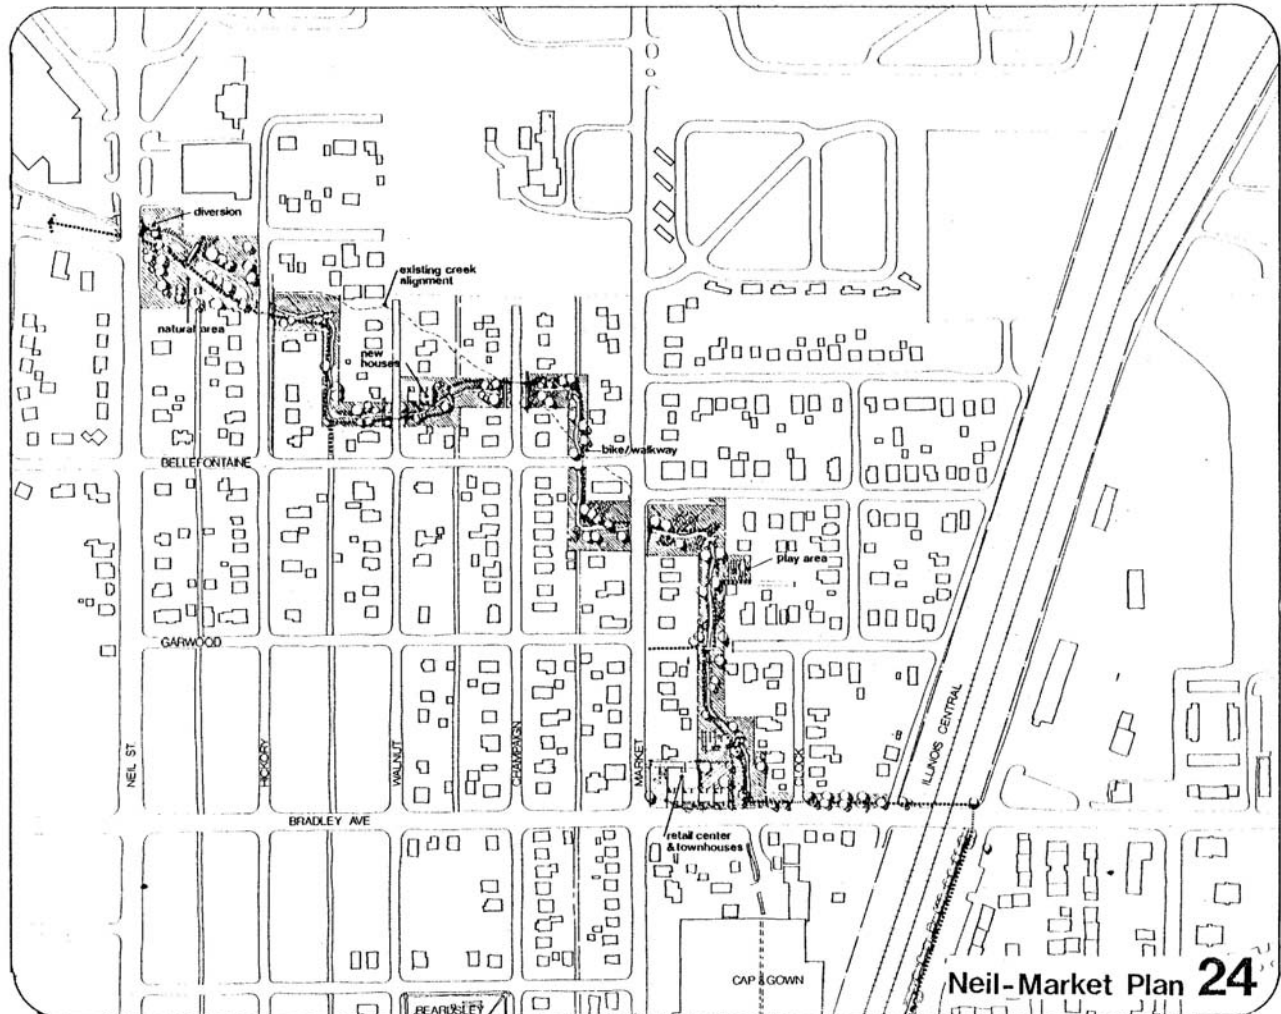 diversion
existing creek
alignment
natural area
new
houses
bike/walkway
BELLEFONTAINE
play area
GARWOOD
NEIL ST.
HICKORY
WALNUT
CHAMPAIGN
MARKET
CLOCK
ILLINOIS CENTRAL
BRADLEY AVE
retail center
& townhouses
CAP & GOWN
BEARDSLEY
Neil-Market Plan 24